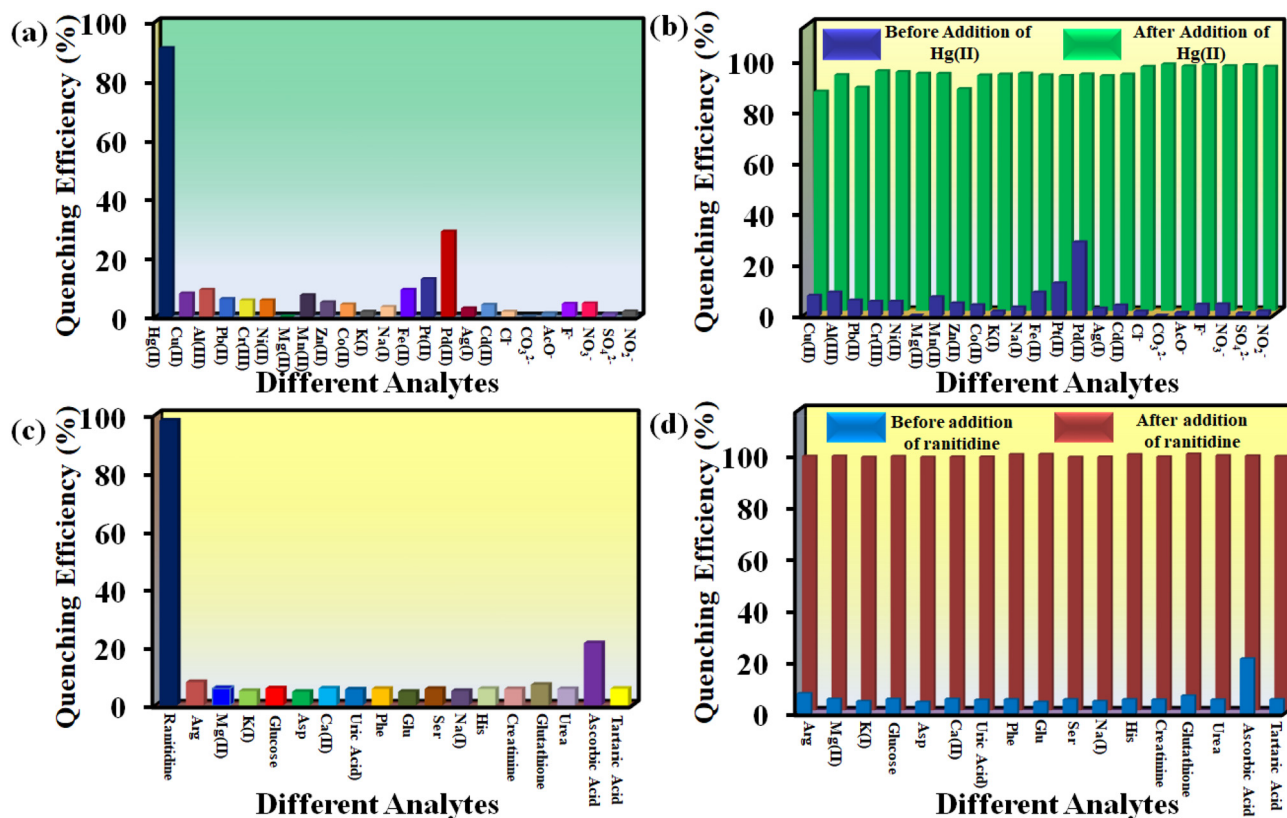 (a)
Quenching Efficiency (%)
100
80
60
40
20
0
Hg(II)
Cu(II)
Al(III)
Pb(II)
Cr(III)
Ni(II)
Mg(II)
Mn(II)
Zn(II)
Co(II)
K(I)
Na(I)
Fe(II)
Pt(II)
Pd(II)
Ag(I)
Cd(II)
Cl⁻
CO₃²⁻
AcO⁻
F⁻
NO₃⁻
SO₄²⁻
NO₂⁻
Different Analytes
(b)
Quenching Efficiency (%)
Before Addition of
Hg(II)
After Addition of
Hg(II)
100
80
60
40
20
0
Cu(II)
Al(III)
Pb(II)
Cr(III)
Ni(II)
Mg(II)
Mn(II)
Zn(II)
Co(II)
K(I)
Na(I)
Fe(II)
Pt(II)
Pd(II)
Ag(I)
Cd(II)
Cl⁻
CO₃²⁻
AcO⁻
F⁻
NO₃⁻
SO₄²⁻
NO₂⁻
Different Analytes
(c)
Quenching Efficiency (%)
100
80
60
40
20
0
Ranitidine
Arg
Mg(II)
K(I)
Glucose
Asp
Ca(II)
Uric Acid)
Phe
Glu
Ser
Na(I)
His
Creatinine
Glutathione
Urea
Ascorbic Acid
Tartaric Acid
Different Analytes
(d)
Quenching Efficiency (%)
Before addition
of ranitidine
After addition
of ranitidine
100
80
60
40
20
0
Arg
Mg(II)
K(I)
Glucose
Asp
Ca(II)
Uric Acid)
Phe
Glu
Ser
Na(I)
His
Creatinine
Glutathione
Urea
Ascorbic Acid
Tartaric Acid
Different Analytes